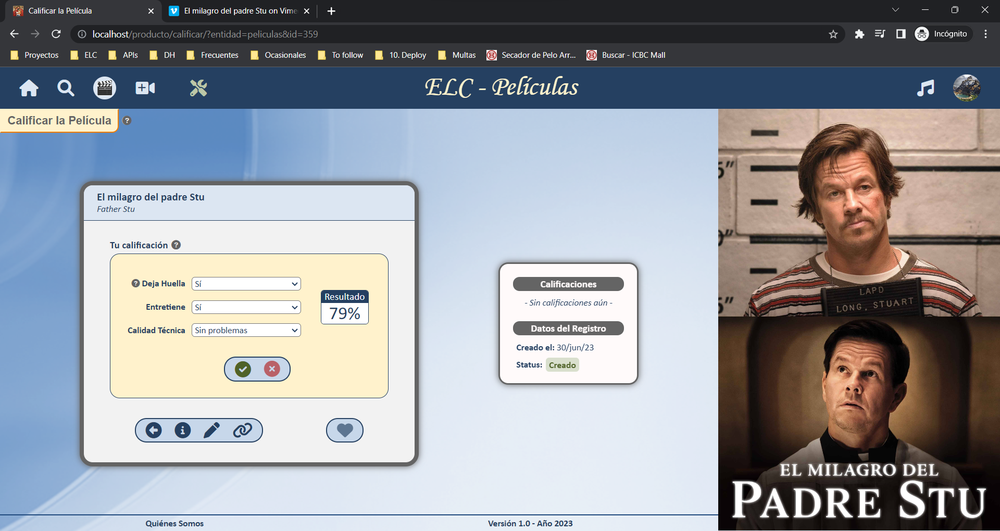 Calificar la Película
El milagro del padre Stu on Vime
localhost/producto/calificar/?entidad=peliculas&id=359
Incógnito
Proyectos
ELC
APIs
DH
Frecuentes
Ocasionales
To follow
10. Deploy
Multas
Secador de Pelo Arr...
Buscar - ICBC Mall
ELC - Películas
Calificar la Película
?
El milagro del padre Stu
Father Stu
Tu calificación ?
? Deja Huella
Sí
Entretiene
Sí
Calidad Técnica
Sin problemas
Resultado
79%
Calificaciones
- Sin calificaciones aún -
Datos del Registro
Creado el: 30/jun/23
Status: Creado
LAPD
LONG, STUART
EL MILAGRO DEL
PADRE STU
Quiénes Somos
Versión 1.0 - Año 2023